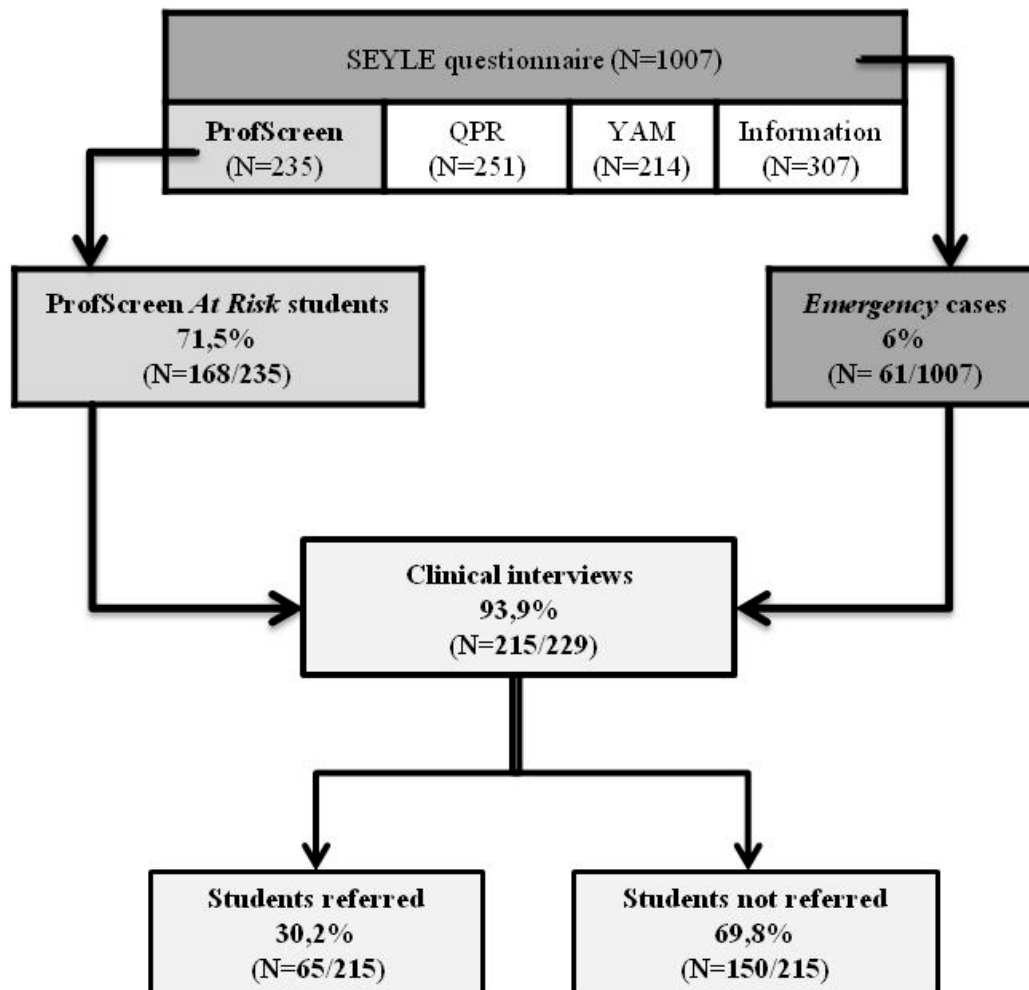 SEYLE questionnaire (N=1007)
ProfScreen
(N=235)
QPR
(N=251)
YAM
(N=214)
Information
(N=307)
ProfScreen At Risk students
71,5%
(N=168/235)
Emergency cases
6%
(N= 61/1007)
Clinical interviews
93,9%
(N=215/229)
Students referred
30,2%
(N=65/215)
Students not referred
69,8%
(N=150/215)